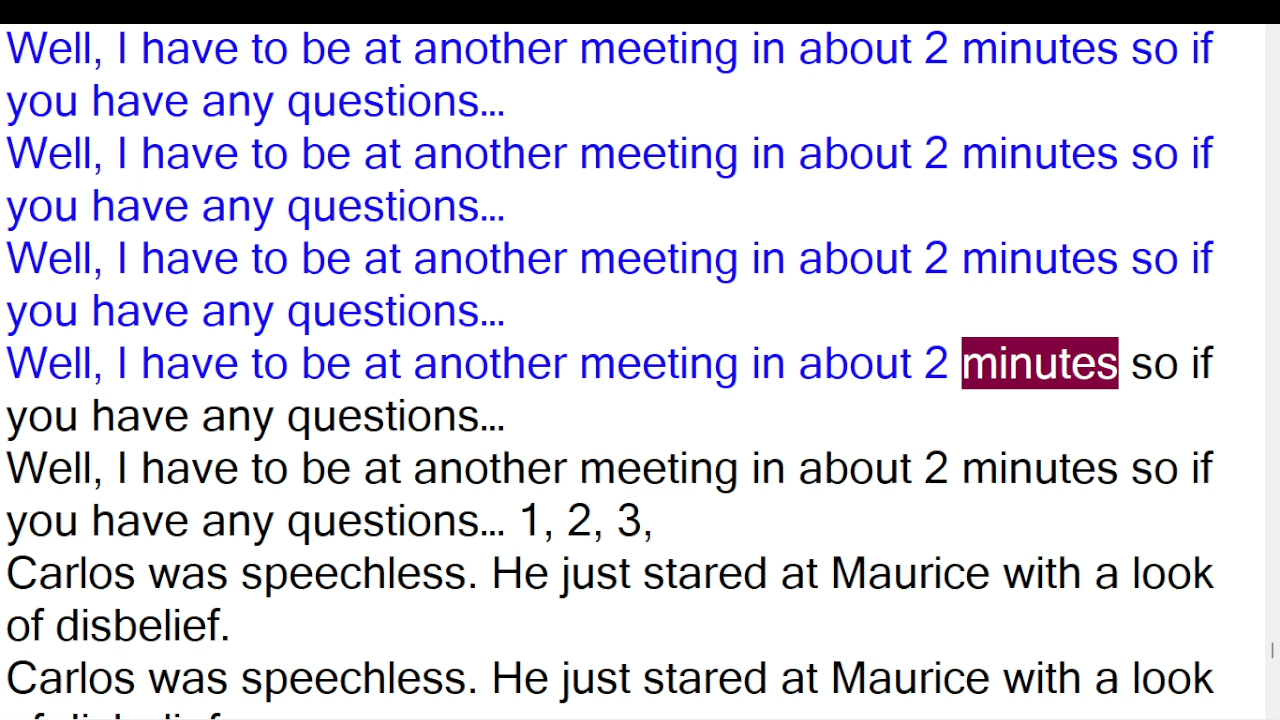 Well, I have to be at another meeting in about 2 minutes so if
you have any questions...
Well, I have to be at another meeting in about 2 minutes so if
you have any questions...
Well, I have to be at another meeting in about 2 minutes so if
you have any questions...
Well, I have to be at another meeting in about 2 minutes so if
you have any questions...
Well, I have to be at another meeting in about 2 minutes so if
you have any questions... 1, 2, 3,
Carlos was speechless. He just stared at Maurice with a look
of disbelief.
Carlos was speechless. He just stared at Maurice with a look